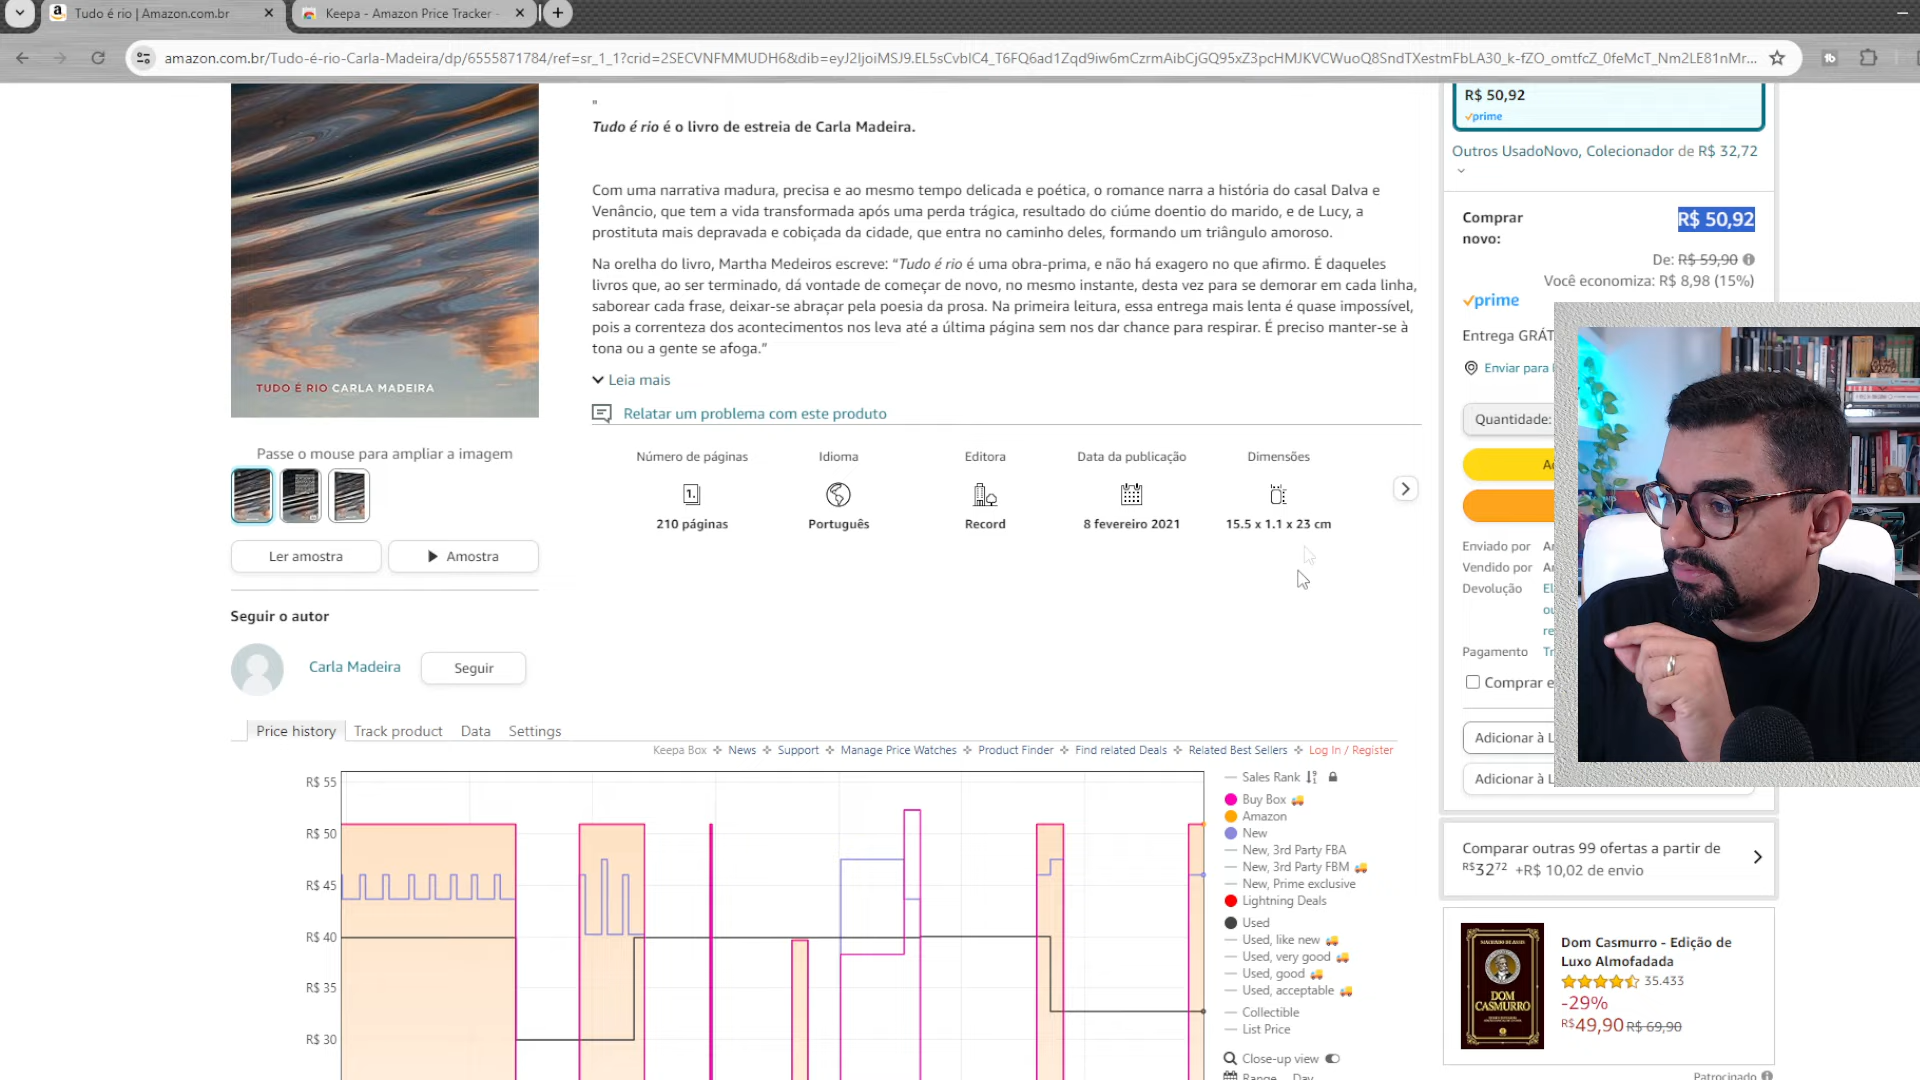 Tudo é rio | Amazon.com.br
Keepa - Amazon Price Tracker -
amazon.com.br/Tudo-é-rio-Carla-Madeira/dp/6555871784/ref=sr_1_1?crid=2SECVNFMMUDH6&dib=eyJ2IjoiMSJ9.EL5sCvbIC4_T6FQ6ad1Zqd9iw6mCzrmAibCjGQ95xZ3pcHMJKVCWuoQ8SndTXestmFbLA30_k-fZO_omtfcZ_0feMcT_Nm2LE81nMr...
TUDO É RIO CARLA MADEIRA
Passe o mouse para ampliar a imagem
Ler amostra
Amostra
Seguir o autor
Carla Madeira
Seguir
"
Tudo é rio é o livro de estreia de Carla Madeira.
Com uma narrativa madura, precisa e ao mesmo tempo delicada e poética, o romance narra a história do casal Dalva e
Venâncio, que tem a vida transformada após uma perda trágica, resultado do ciúme doentio do marido, e de Lucy, a
prostituta mais depravada e cobiçada da cidade, que entra no caminho deles, formando um triângulo amoroso.
Na orelha do livro, Martha Medeiros escreve: “Tudo é rio é uma obra-prima, e não há exagero no que afirmo. É daqueles
livros que, ao ser terminado, dá vontade de começar de novo, no mesmo instante, desta vez para se demorar em cada linha,
saborear cada frase, deixar-se abraçar pela poesia da prosa. Na primeira leitura, essa entrega mais lenta é quase impossível,
pois a correnteza dos acontecimentos nos leva até a última página sem nos dar chance para respirar. É preciso manter-se à
tona ou a gente se afoga.”
Leia mais
Relatar um problema com este produto
Número de páginas
210 páginas
Idioma
Português
Editora
Record
Data da publicação
8 fevereiro 2021
Dimensões
15.5 x 1.1 x 23 cm
R$ 50,92
prime
Outros UsadoNovo, Colecionador de R$ 32,72
Comprar
novo:
R$ 50,92
De: R$ 59,90
Você economiza: R$ 8,98 (15%)
prime
Entrega GRÁT
Enviar para
Quantidade:
Enviado por
Vendido por
Devolução
Pagamento
Comprar e
Adicionar à L
Adicionar à L
Comparar outras 99 ofertas a partir de
R$32,72 +R$ 10,02 de envio
DOM
CASMURRO
Dom Casmurro - Edição de
Luxo Almofadada
35.433
-29%
R$49,90 R$ 69,90
Patrocinado
Price history
Track product
Data
Settings
Keepa Box
News
Support
Manage Price Watches
Product Finder
Find related Deals
Related Best Sellers
Log In / Register
R$ 55
R$ 50
R$ 45
R$ 40
R$ 35
R$ 30
Sales Rank
Buy Box
Amazon
New
New, 3rd Party FBA
New, 3rd Party FBM
New, Prime exclusive
Lightning Deals
Used
Used, like new
Used, very good
Used, good
Used, acceptable
Collectible
List Price
Close-up view
Range
Day